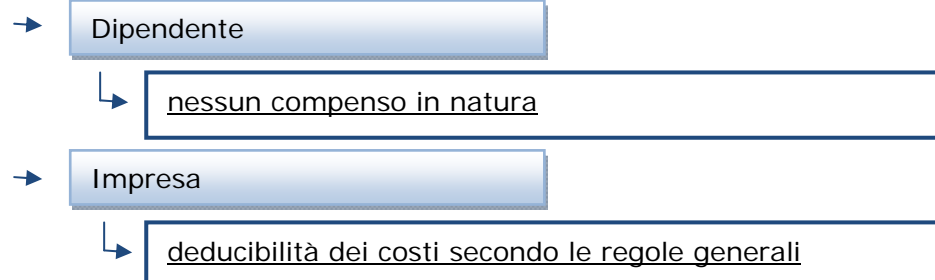 Dipendente
nessun compenso in natura
Impresa
deducibilità dei costi secondo le regole generali